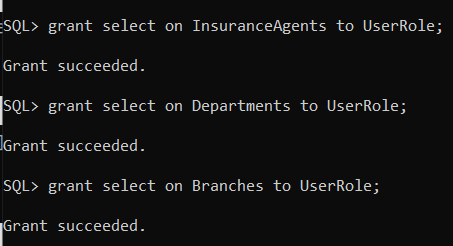 SQL> grant select on InsuranceAgents to UserRole;
Grant succeeded.
SQL> grant select on Departments to UserRole;
Grant succeeded.
SQL> grant select on Branches to UserRole;
Grant succeeded.